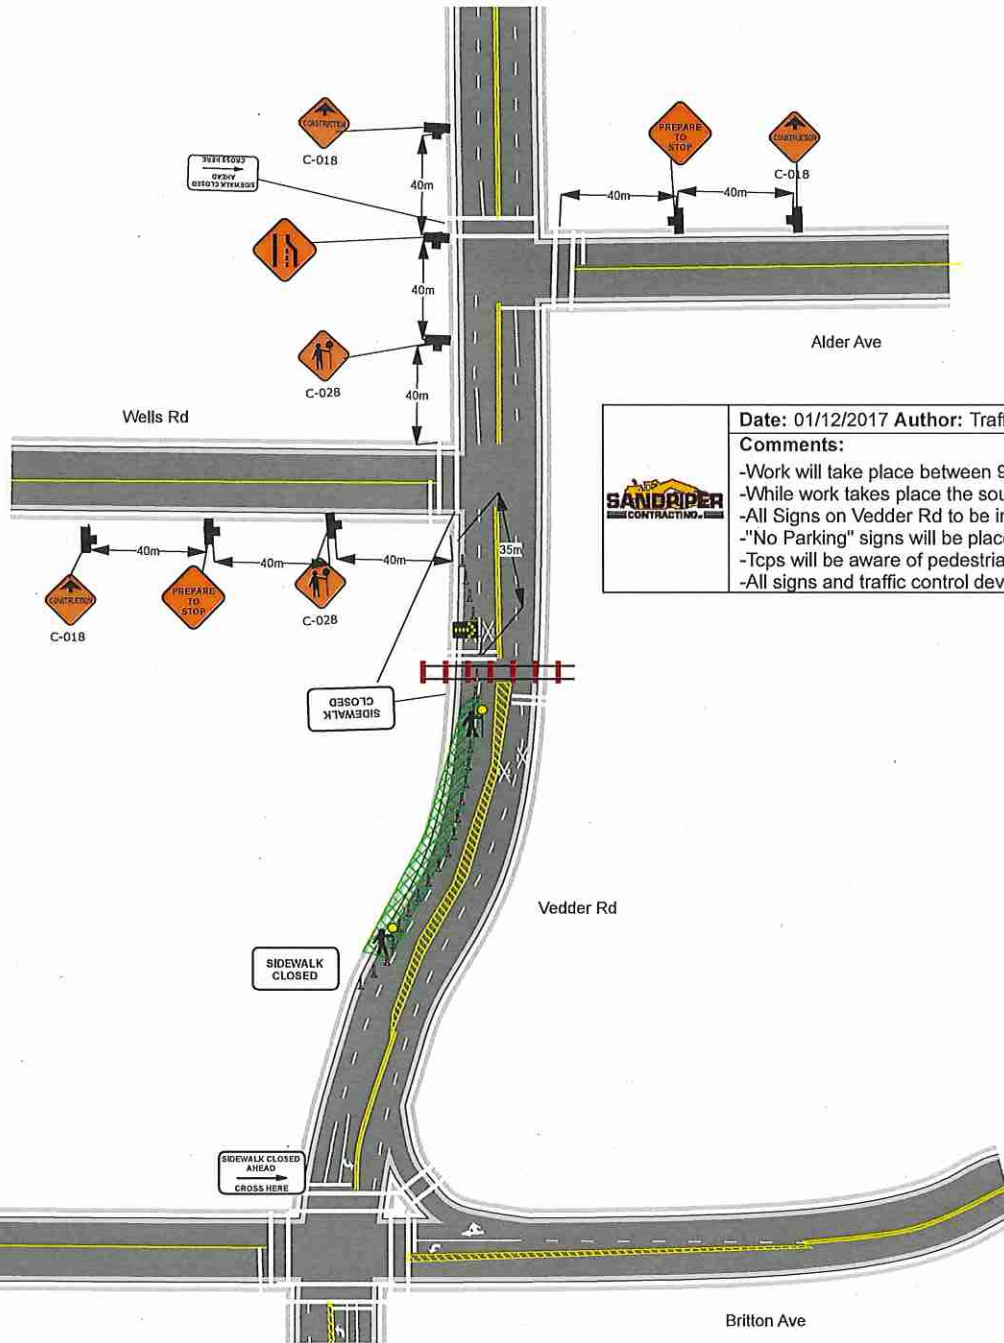 CONSTRUCTION
C-018
SIDEWALK CLOSED
AHEAD
CROSS HERE
40m
PREPARE
TO
STOP
CONSTRUCTION
C-018
40m
40m
40m
C-028
40m
Alder Ave
Wells Rd
Date: 01/12/2017 Author: Traf
Comments:
-Work will take place between 9
-While work takes place the sou
-All Signs on Vedder Rd to be i
-"No Parking" signs will be place
-Tcps will be aware of pedestria
-All signs and traffic control dev
SANDPIPER
CONTRACTING
40m
40m
40m
35m
CONSTRUCTION
C-018
PREPARE
TO
STOP
C-028
SIDEWALK
CLOSED
Vedder Rd
SIDEWALK
CLOSED
SIDEWALK CLOSED
AHEAD
CROSS HERE
Britton Ave